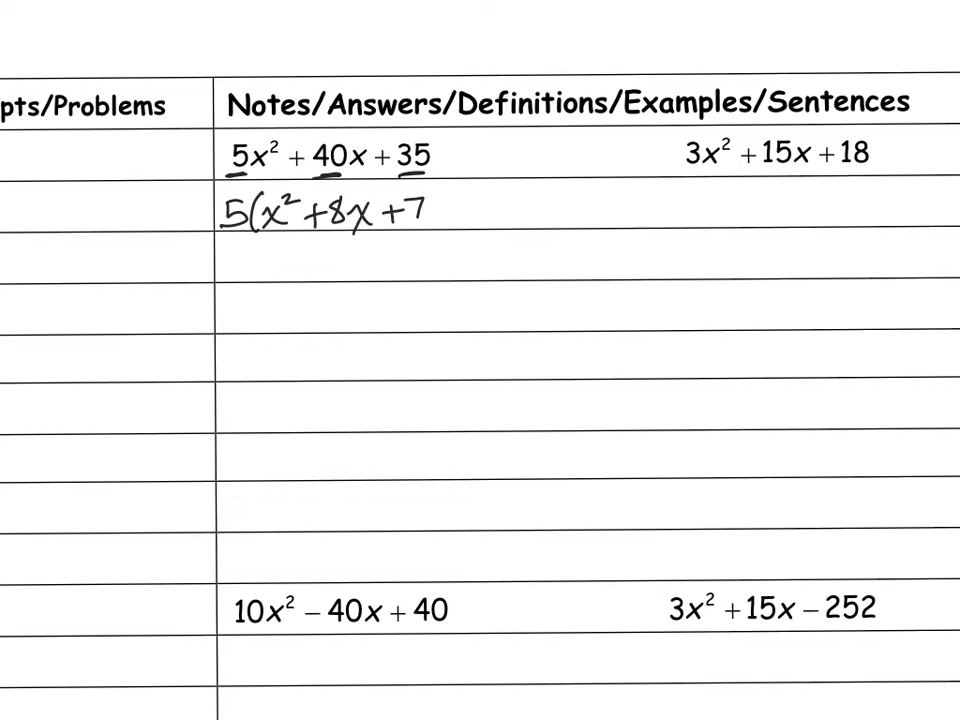 pts/Problems Notes/Answers/Definitions/Examples/Sentences
5x² + 40x + 35 3x² + 15x + 18
5(x² + 8x + 7
10x² − 40x + 40 3x² + 15x − 252